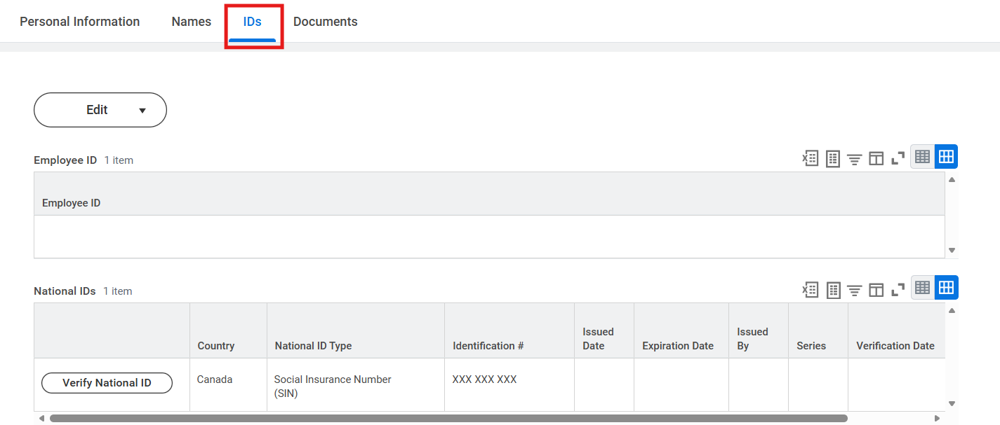 Personal Information Names IDs Documents
Edit
Employee ID 1 item
Employee ID
National IDs 1 item
Country National ID Type Identification # Issued Date Expiration Date Issued By Series Verification Date
Verify National ID Canada Social Insurance Number (SIN) XXX XXX XXX